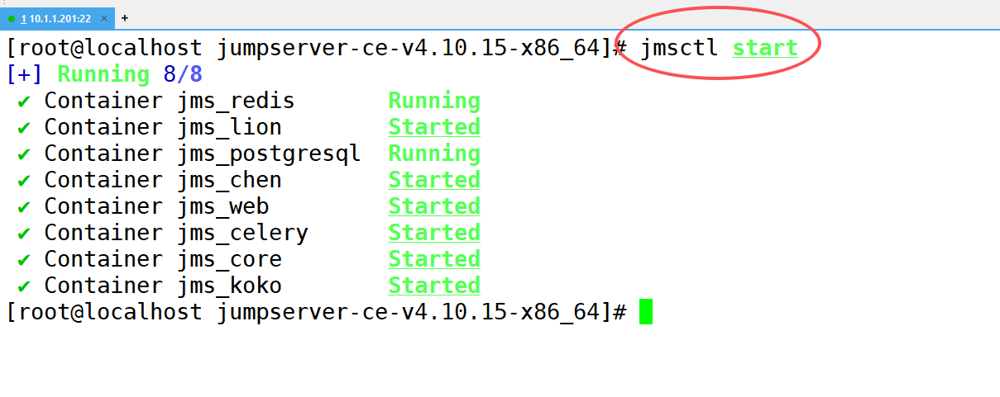 1 10.1.1.201:22 × +
[root@localhost jumpserver-ce-v4.10.15-x86_64]# jmsctl start
[+] Running 8/8
✔ Container jms_redis Running
✔ Container jms_lion Started
✔ Container jms_postgresql Running
✔ Container jms_chen Started
✔ Container jms_web Started
✔ Container jms_celery Started
✔ Container jms_core Started
✔ Container jms_koko Started
[root@localhost jumpserver-ce-v4.10.15-x86_64]#